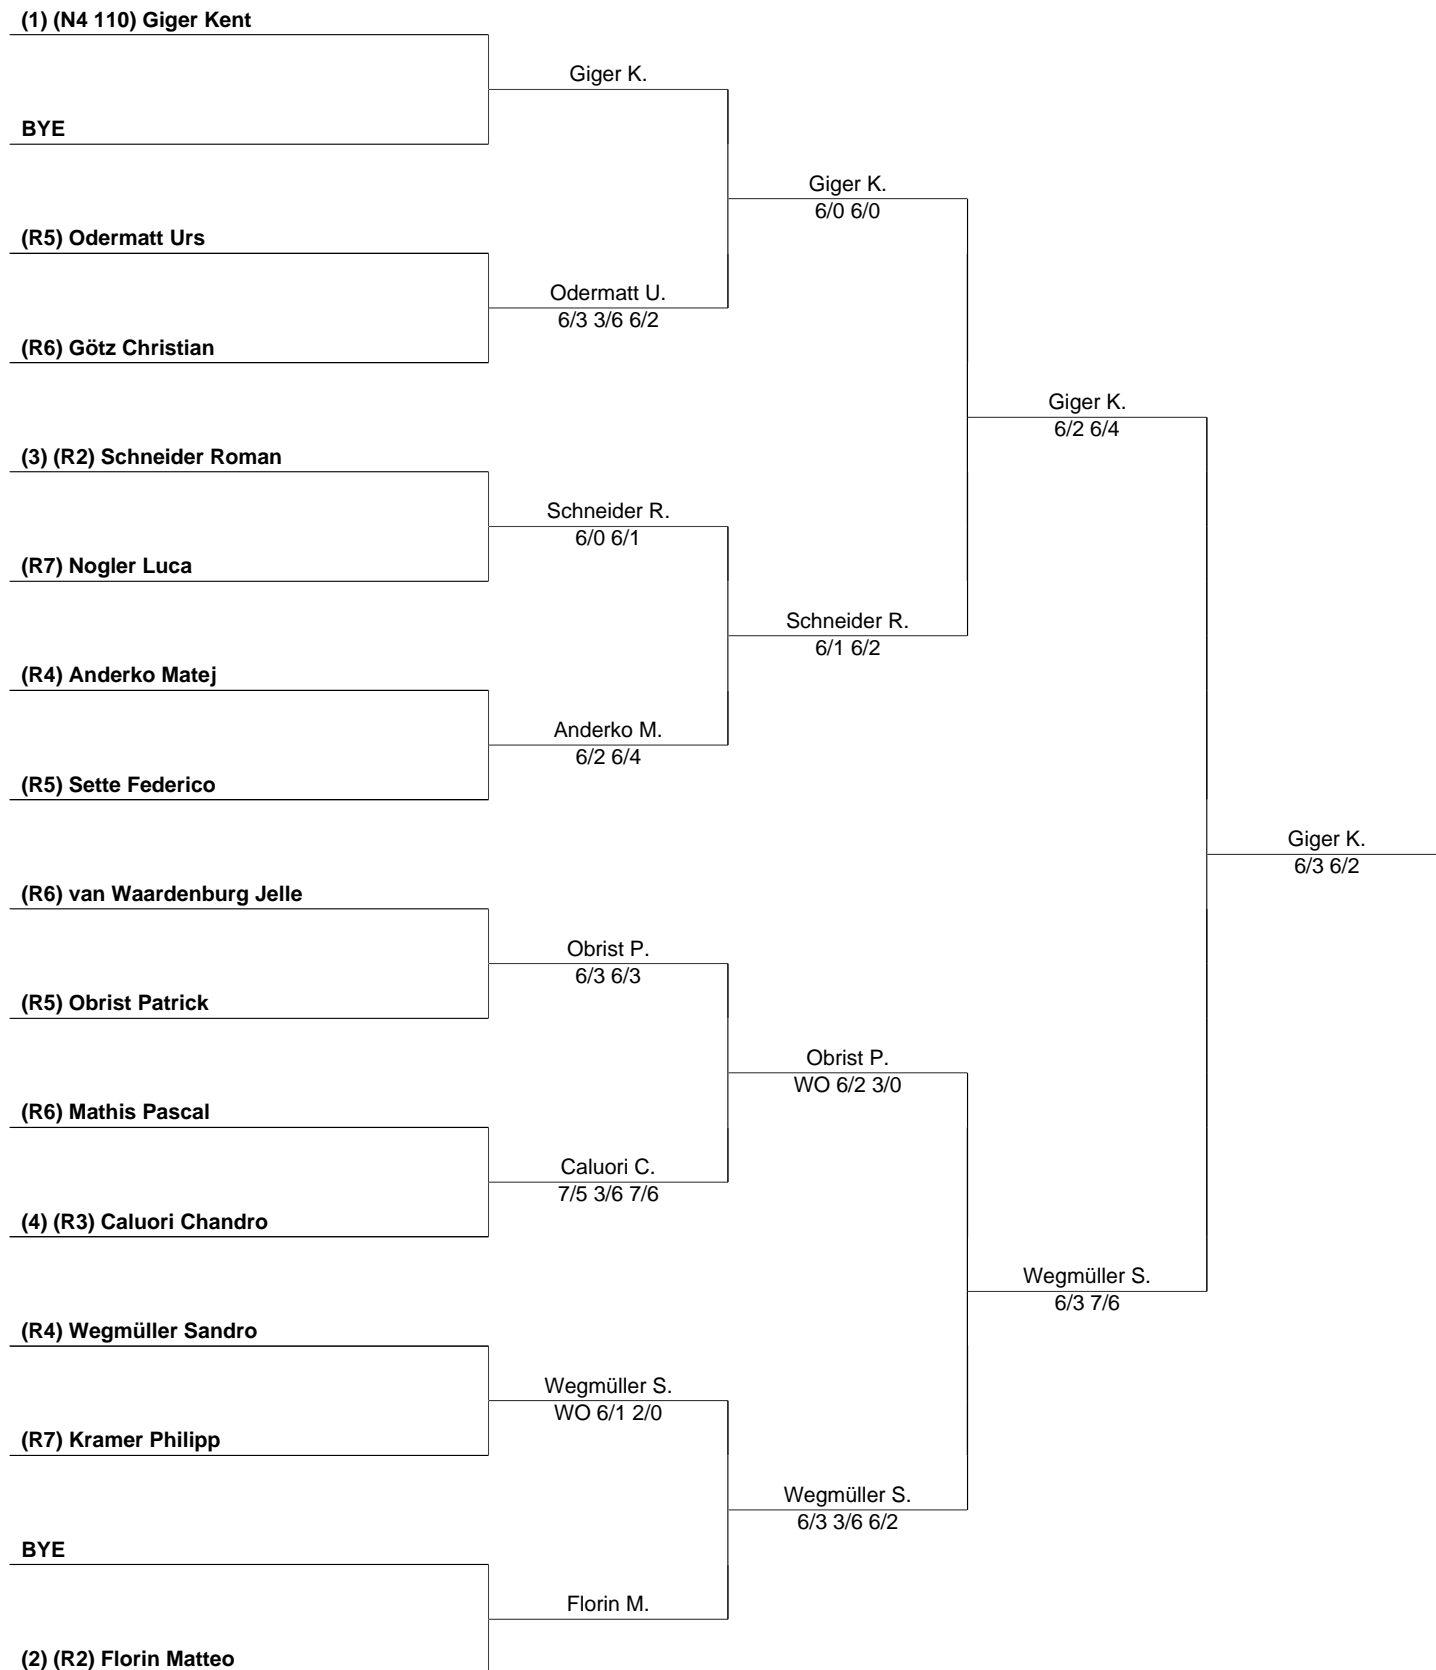 (1) (N4 110) Giger Kent
Giger K.
BYE
Giger K.
6/0 6/0
(R5) Odermatt Urs
Odermatt U.
6/3 3/6 6/2
(R6) Götz Christian
Giger K.
6/2 6/4
(3) (R2) Schneider Roman
Schneider R.
6/0 6/1
(R7) Nogler Luca
Schneider R.
6/1 6/2
(R4) Anderko Matej
Anderko M.
6/2 6/4
(R5) Sette Federico
Giger K.
6/3 6/2
(R6) van Waardenburg Jelle
Obrist P.
6/3 6/3
(R5) Obrist Patrick
Obrist P.
WO 6/2 3/0
(R6) Mathis Pascal
Caluori C.
7/5 3/6 7/6
(4) (R3) Caluori Chandro
Wegmüller S.
6/3 7/6
(R4) Wegmüller Sandro
Wegmüller S.
WO 6/1 2/0
(R7) Kramer Philipp
Wegmüller S.
6/3 3/6 6/2
BYE
Florin M.
(2) (R2) Florin Matteo